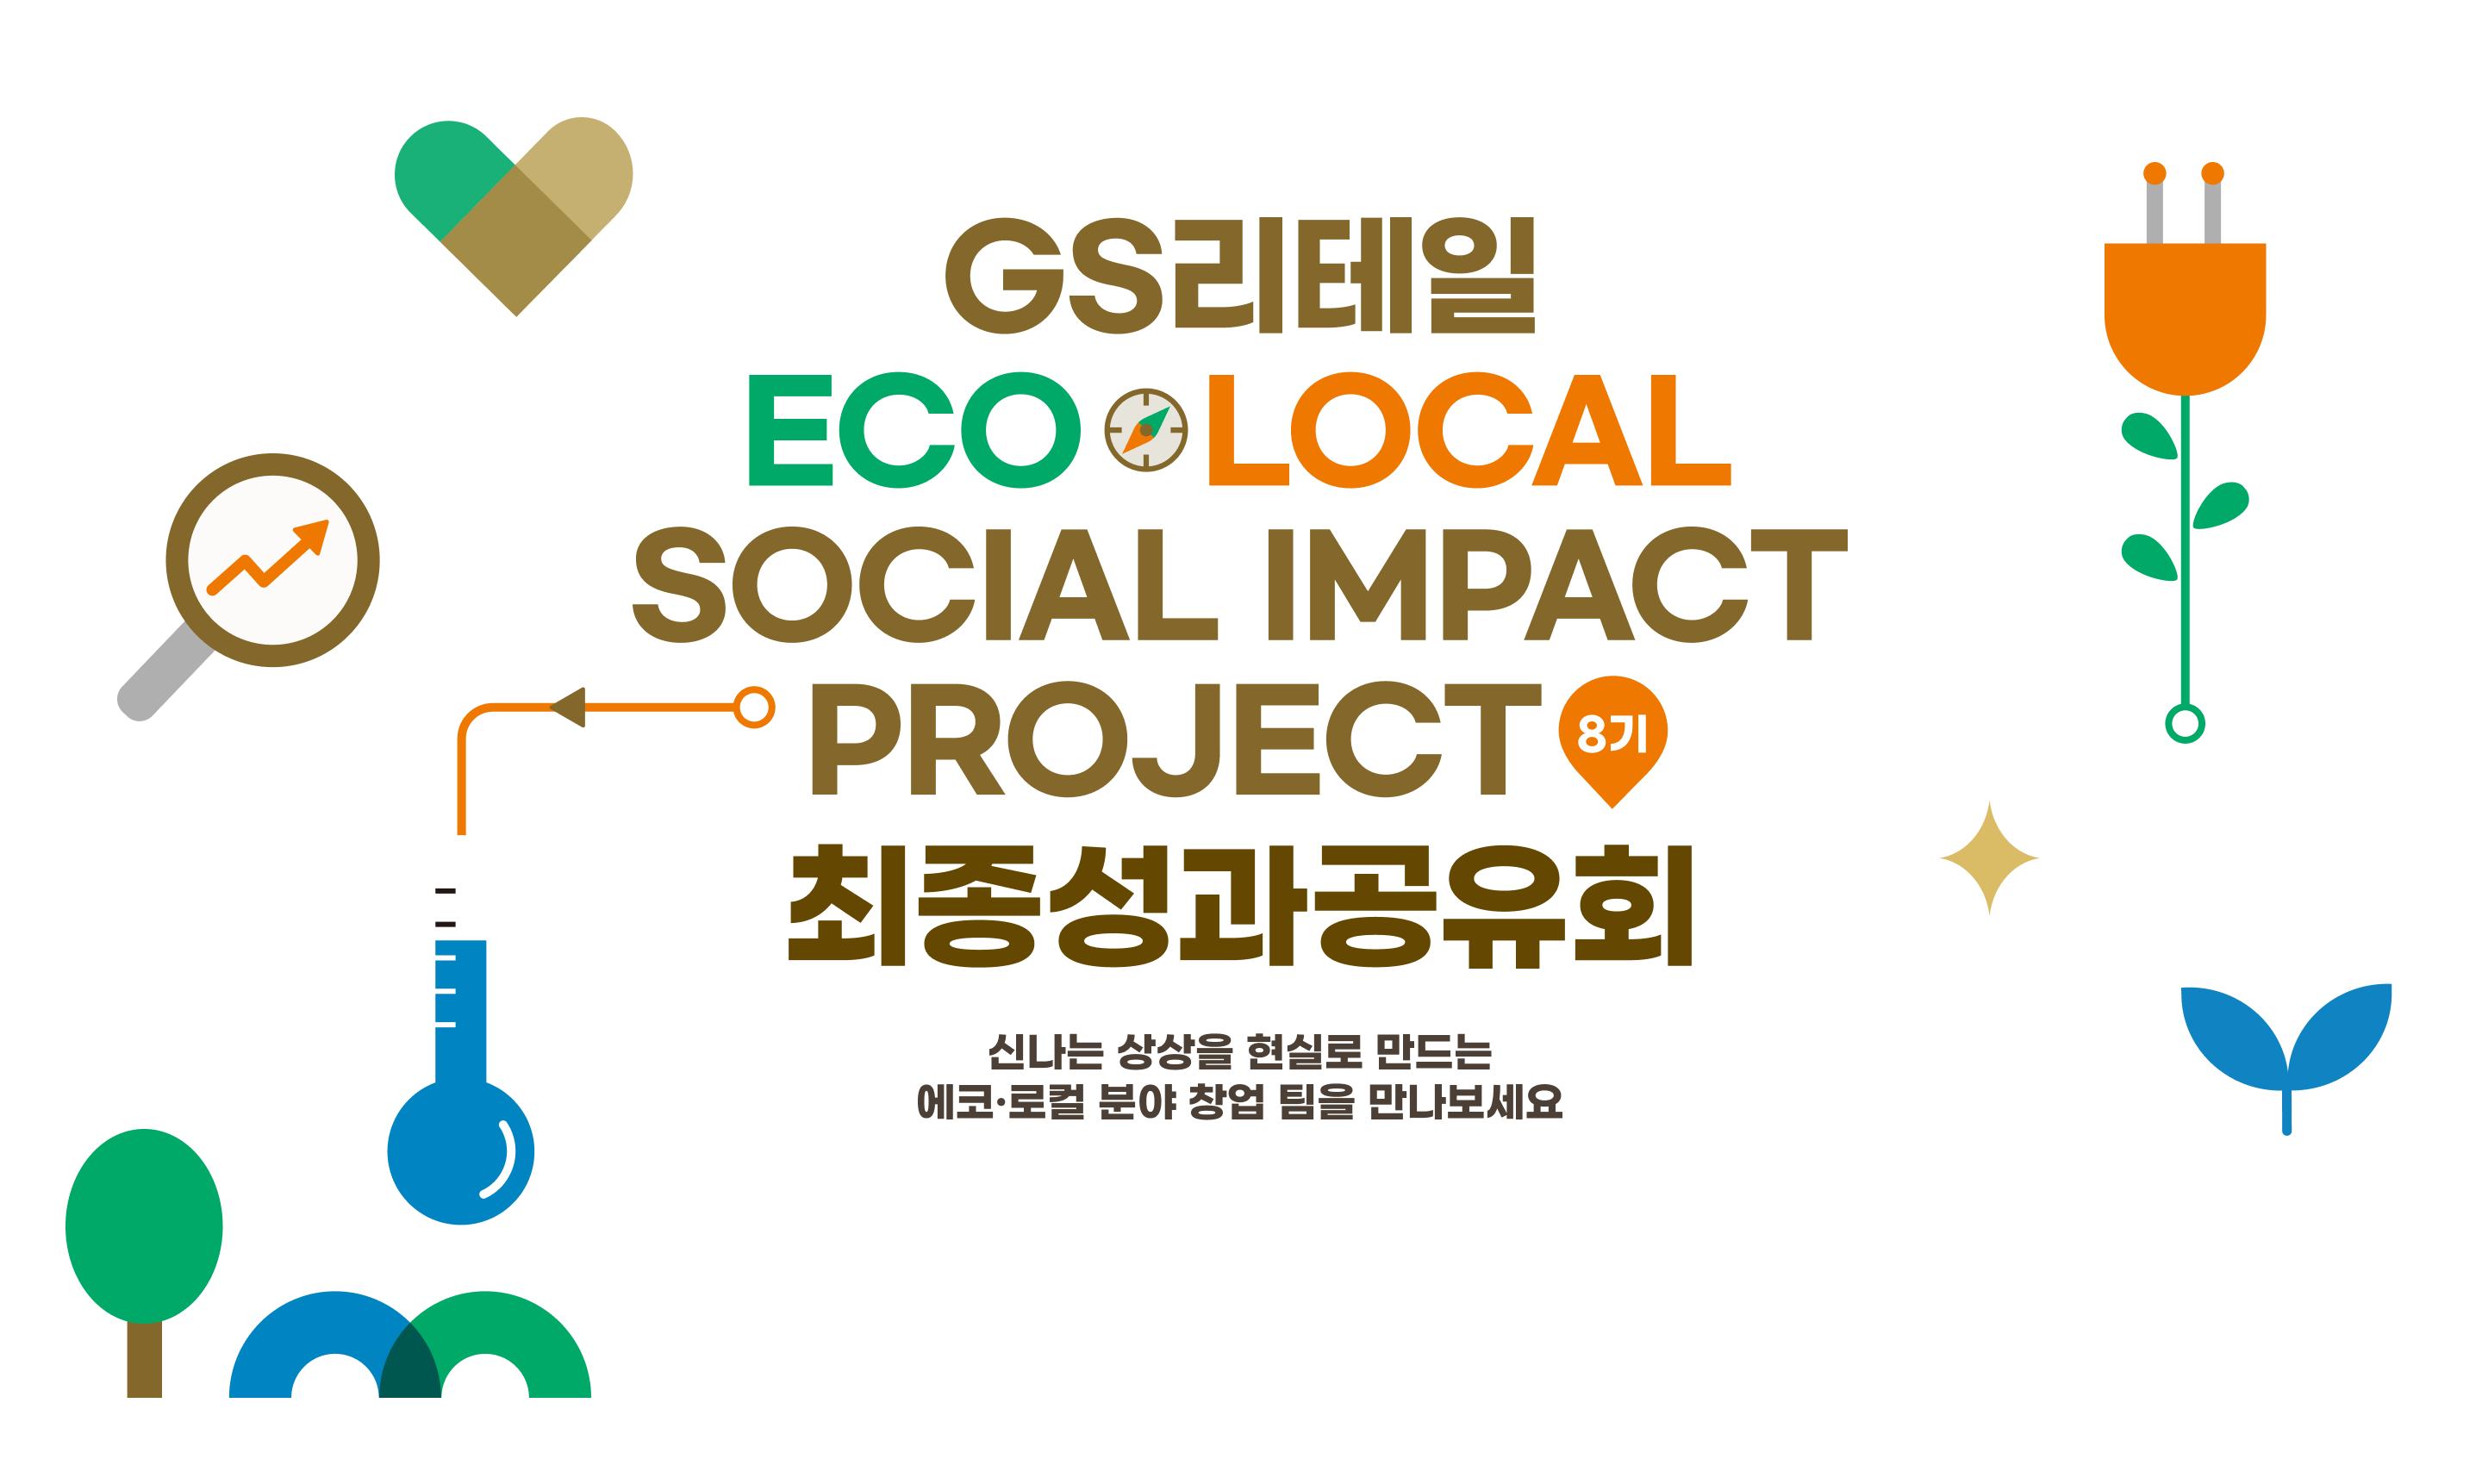 GS리테일
ECO LOCAL
SOCIAL IMPACT
PROJECT 8기
최종성과공유회
신나는 상상을 현실로 만드는
에코·로컬 분야 창업 팀을 만나보세요